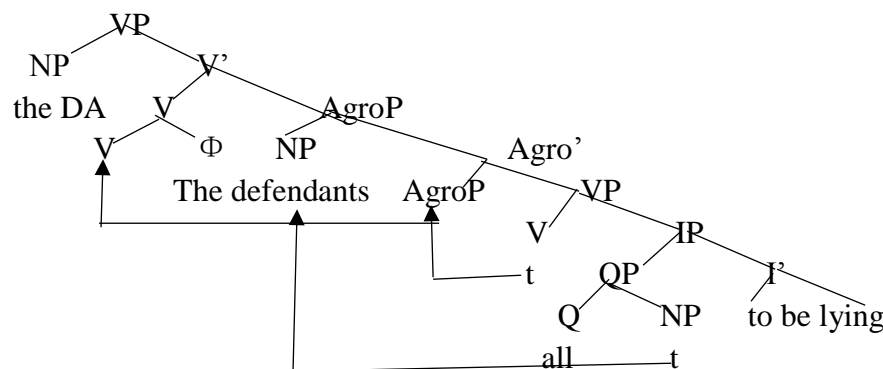 VP
NP V’
the DA V AgroP
V Φ NP Agro’
The defendants AgroP VP
V IP
t QP I’
Q NP to be lying
all t